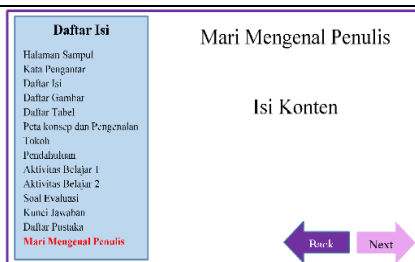 Daftar Isi
Halaman Sampul
Kata Pengantar
Daftar Isi
Daftar Gambar
Daftar Tabel
Peta konsep dan Pengenalan
Tokoh
Pendahuluan
Aktivitas Belajar 1
Aktivitas Belajar 2
Soal Evaluasi
Kunci Jawaban
Daftar Pustaka
Mari Mengenal Penulis
Mari Mengenal Penulis
Isi Konten
Back
Next